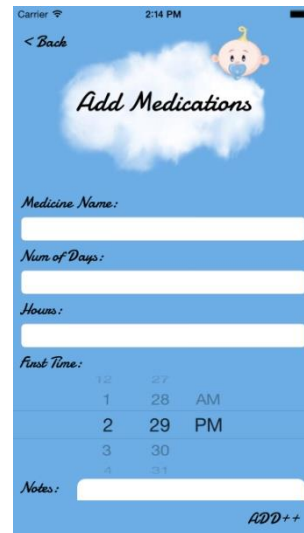 Carrier 2:14 PM
< Back
Add Medications
Medicine Name:
Num of Days:
Hours:
First Time:
12 27
1 28 AM
2 29 PM
3 30
4 31
Notes:
ADD++